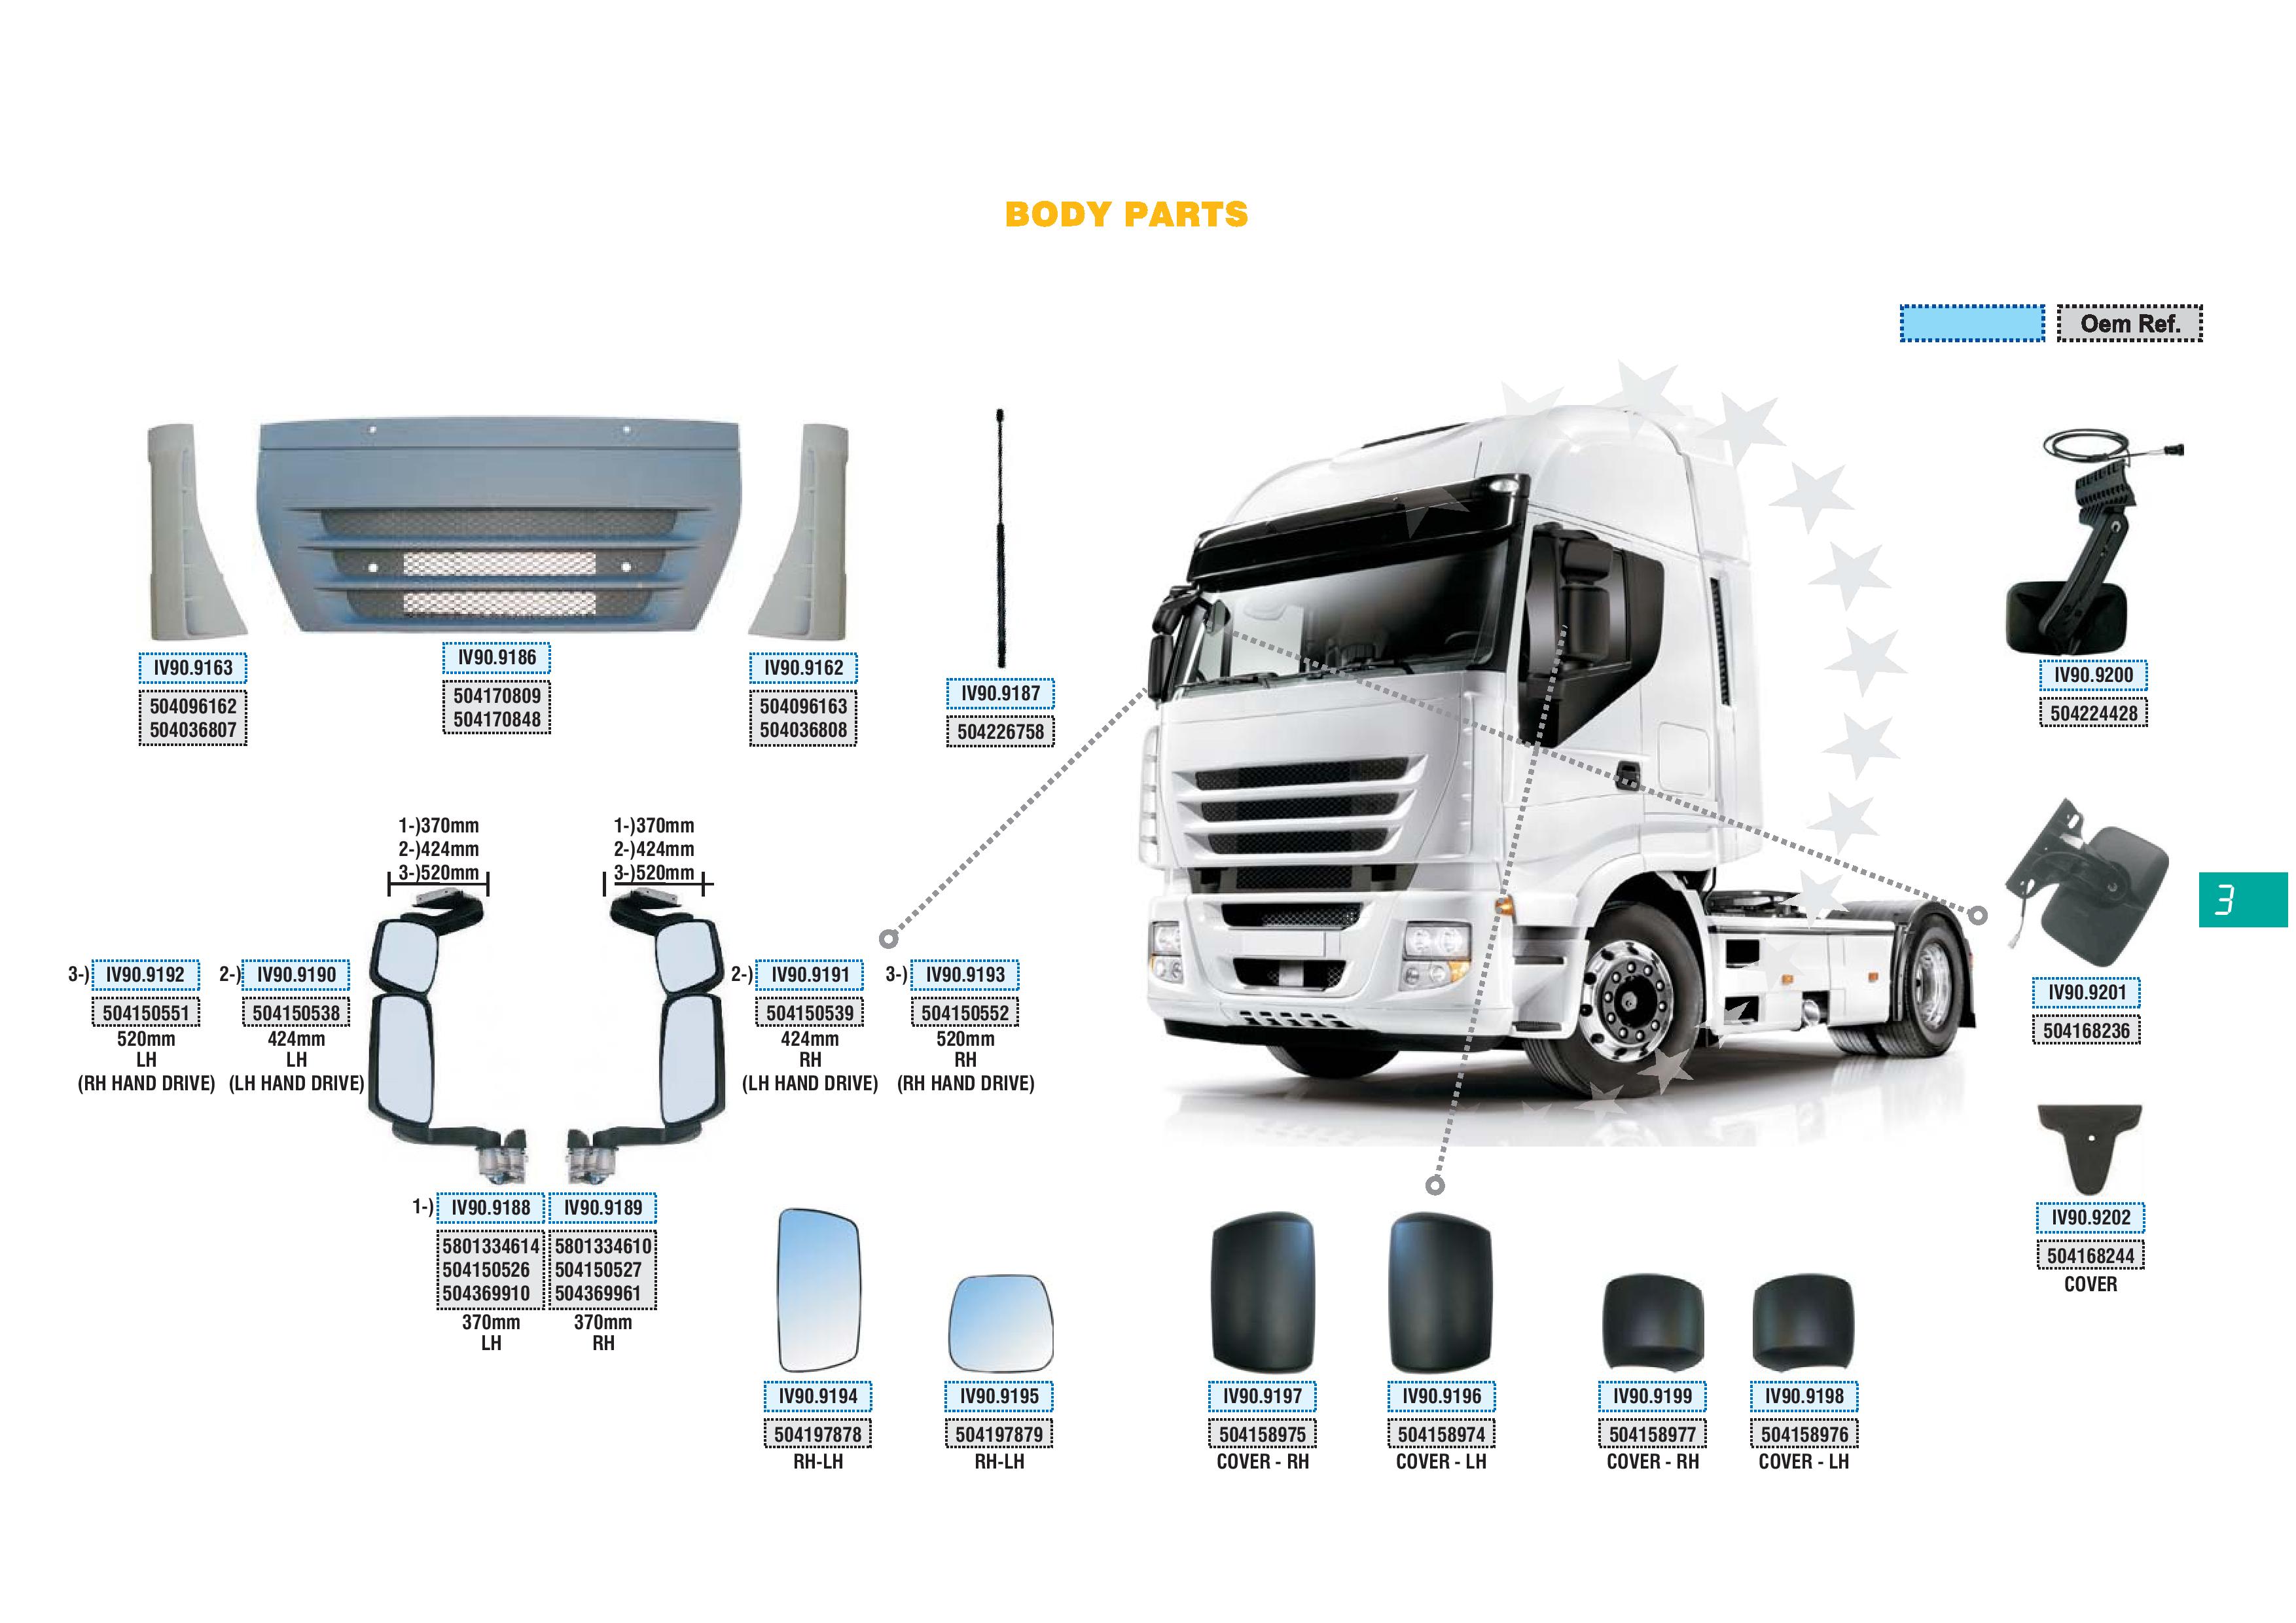 BODY PARTS
Oem Ref.
IV90.9163
504096162
504036807
IV90.9186
504170809
504170848
IV90.9162
504096163
504036808
IV90.9187
504226758
IV90.9200
504224428
1-)370mm
2-)424mm
3-)520mm
1-)370mm
2-)424mm
3-)520mm
3-) IV90.9192
504150551
520mm
LH
(RH HAND DRIVE)
2-) IV90.9190
504150538
424mm
LH
(LH HAND DRIVE)
2-) IV90.9191
504150539
424mm
RH
(LH HAND DRIVE)
3-) IV90.9193
504150552
520mm
RH
(RH HAND DRIVE)
IV90.9201
504168236
3
1-) IV90.9188
5801334614
504150526
504369910
370mm
LH
IV90.9189
5801334610
504150527
504369961
370mm
RH
IV90.9202
504168244
COVER
IV90.9194
504197878
RH-LH
IV90.9195
504197879
RH-LH
IV90.9197
504158975
COVER - RH
IV90.9196
504158974
COVER - LH
IV90.9199
504158977
COVER - RH
IV90.9198
504158976
COVER - LH